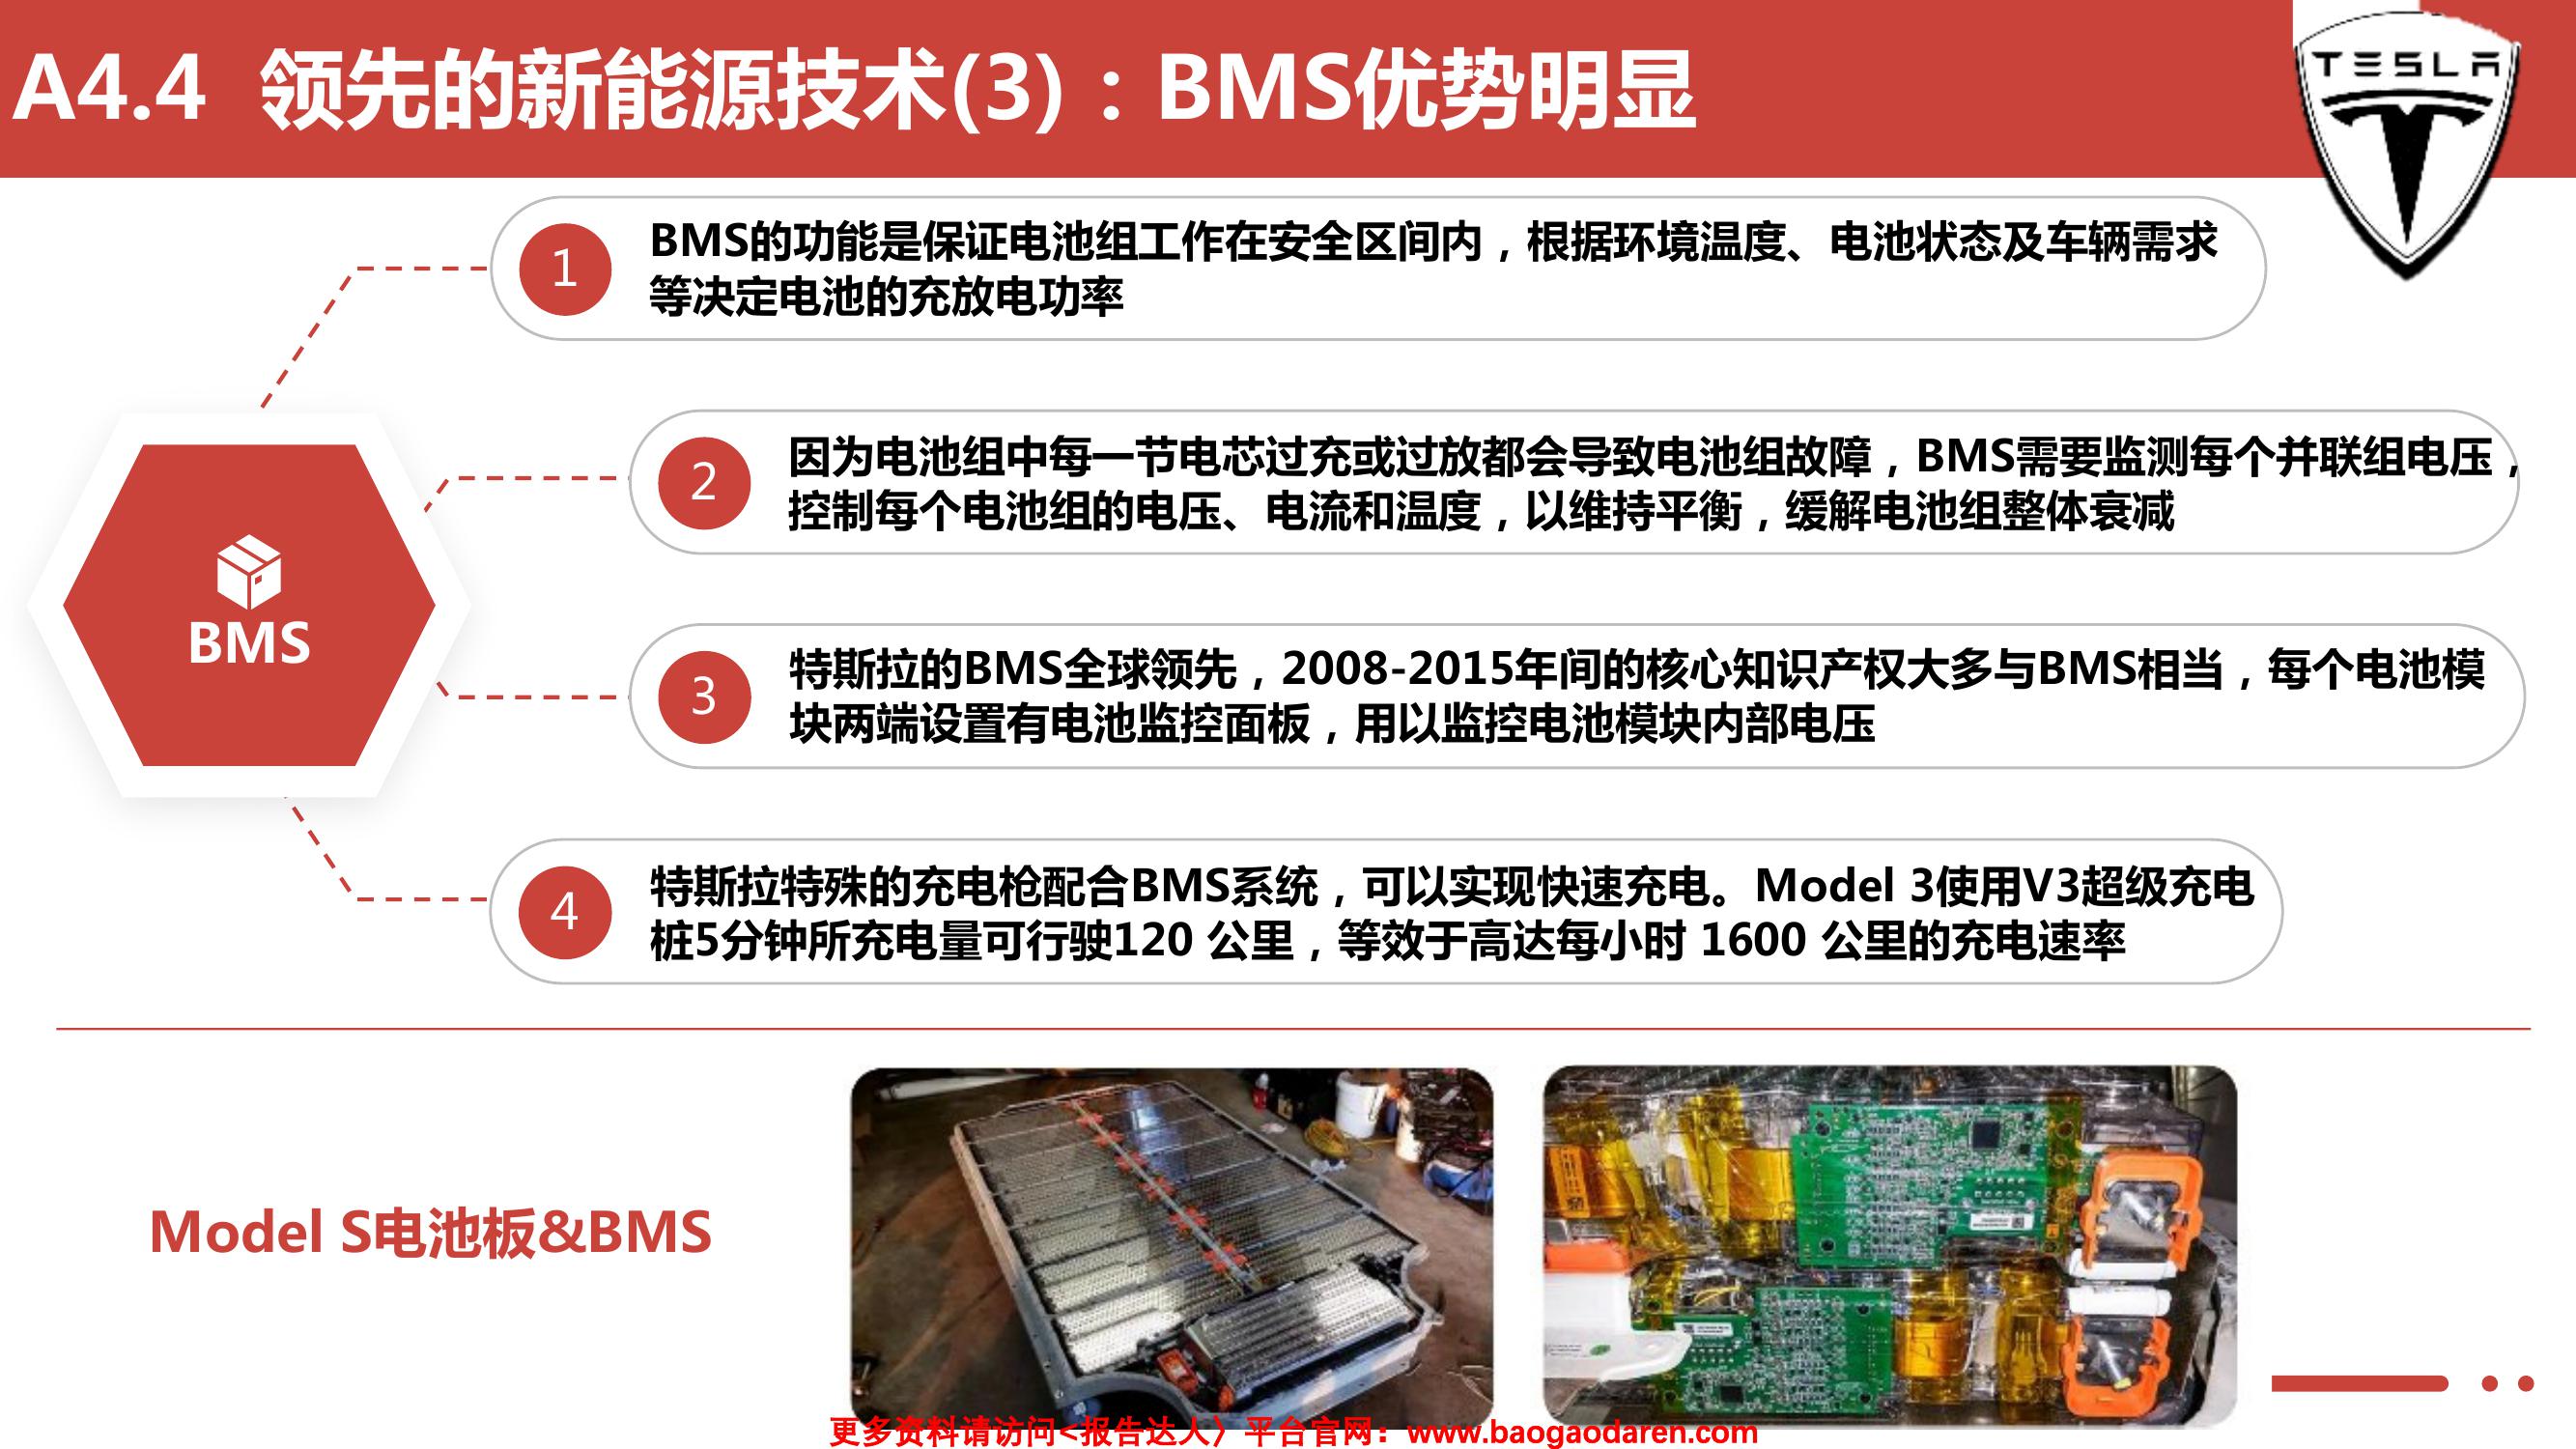 A4.4 领先的新能源技术(3)：BMS优势明显
TESLA
1
BMS的功能是保证电池组工作在安全区间内，根据环境温度、电池状态及车辆需求
等决定电池的充放电功率
2
因为电池组中每一节电芯过充或过放都会导致电池组故障，BMS需要监测每个并联组电压，
控制每个电池组的电压、电流和温度，以维持平衡，缓解电池组整体衰减
BMS
3
特斯拉的BMS全球领先，2008-2015年间的核心知识产权大多与BMS相当，每个电池模
块两端设置有电池监控面板，用以监控电池模块内部电压
4
特斯拉特殊的充电枪配合BMS系统，可以实现快速充电。Model 3使用V3超级充电
桩5分钟所充电量可行驶120 公里，等效于高达每小时 1600 公里的充电速率
Model S电池板&BMS
更多资料请访问<报告达人〉平台官网：www.baogaodaren.com